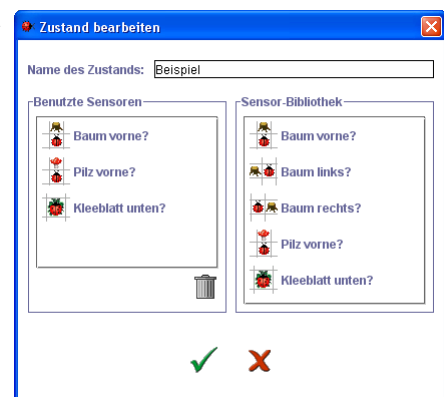 Zustand bearbeiten
Name des Zustands: Beispiel
Benutzte Sensoren
Baum vorne?
Pilz vorne?
Kleeblatt unten?
Sensor-Bibliothek
Baum vorne?
Baum links?
Baum rechts?
Pilz vorne?
Kleeblatt unten?